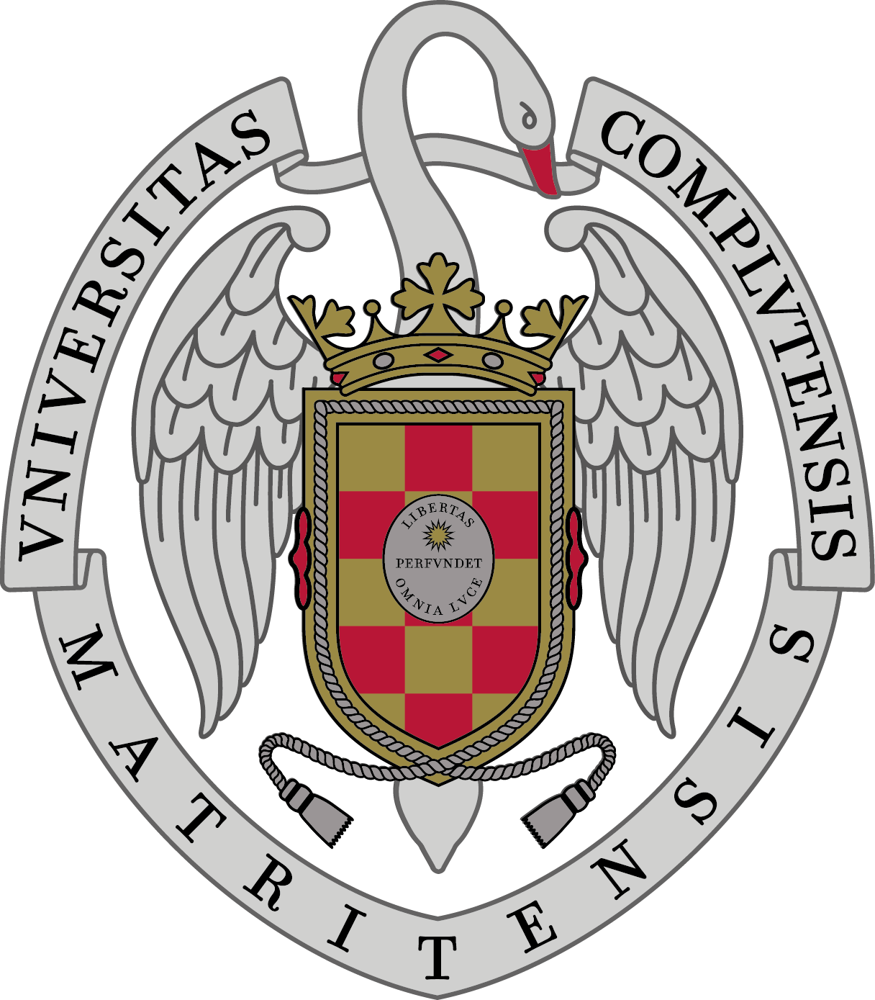 VNIVERSITAS
COMPLVTENSIS
MATRITENSIS
LIBERTAS
PERFVNDET
OMNIA LVCE